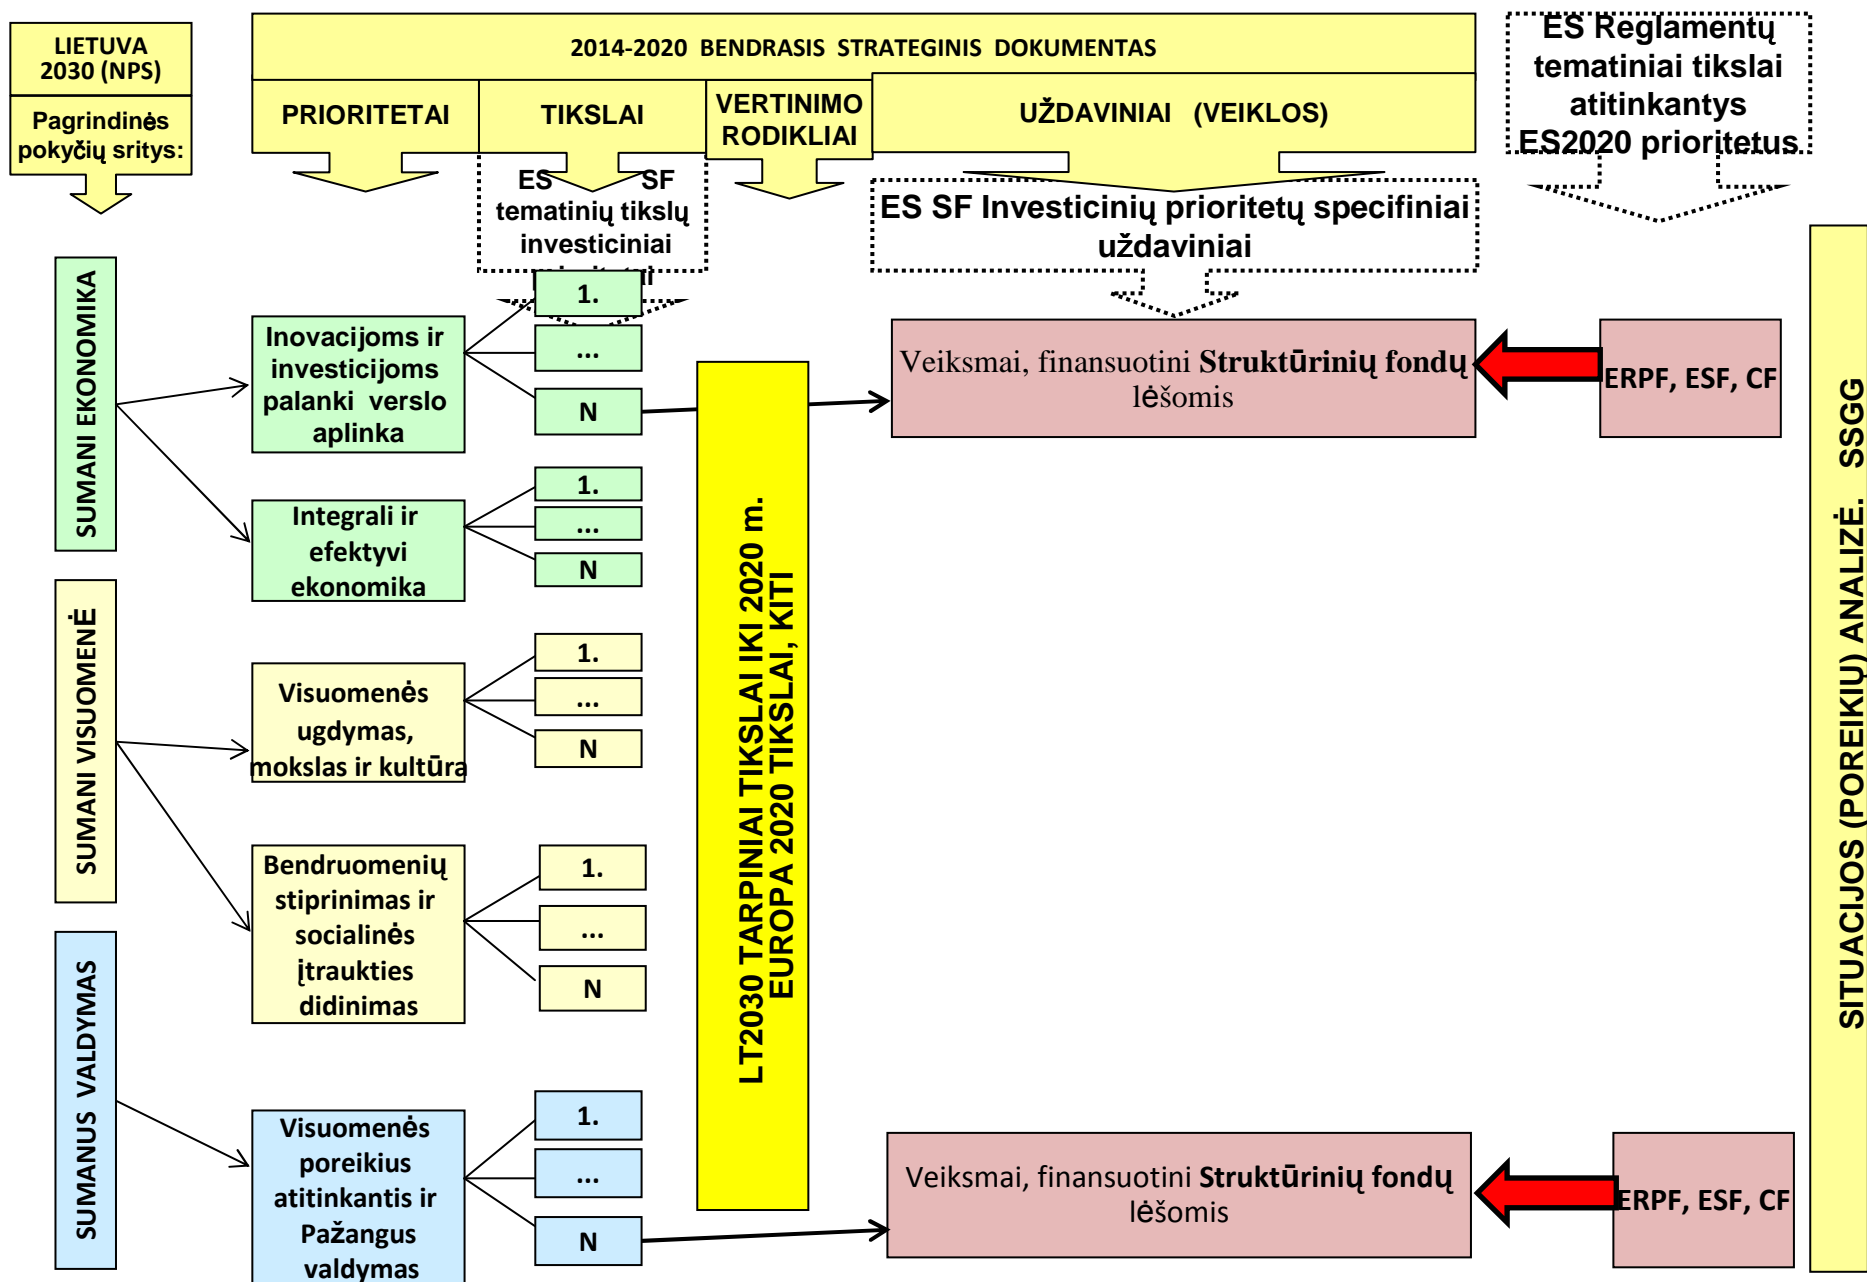 LIETUVA
2030 (NPS)
Pagrindinės
pokyčių sritys:
2014-2020 BENDRASIS STRATEGINIS DOKUMENTAS
PRIORITETAI
TIKSLAI
VERTINIMO
RODIKLIAI
UŽDAVINIAI (VEIKLOS)
ES Reglamentų
tematiniai tikslai
atitinkantys
ES2020 prioritetus
ES SF
tematinių tikslų
investiciniai
ES SF Investicinių prioritetų specifiniai
uždaviniai
SUMANI EKONOMIKA
Inovacijoms ir
investicijoms
palanki verslo
aplinka
1.
...
N
Integrali ir
efektyvi
ekonomika
1.
...
N
SUMANI VISUOMENĖ
Visuomenės
ugdymas,
mokslas ir kultūra
1.
...
N
Bendruomenių
stiprinimas ir
socialinės
įtraukties
didinimas
1.
...
N
SUMANUS VALDYMAS
Visuomenės
poreikius
atitinkantis ir
Pažangus
valdymas
1.
...
N
LT2030 TARPINIAI TIKSLAI IKI 2020 m.
EUROPA 2020 TIKSLAI, KITI
Veiksmai, finansuotini Struktūrinių fondų
lėšomis
ERPF, ESF, CF
Veiksmai, finansuotini Struktūrinių fondų
lėšomis
ERPF, ESF, CF
SITUACIJOS (POREIKIŲ) ANALIZĖ. SSGG